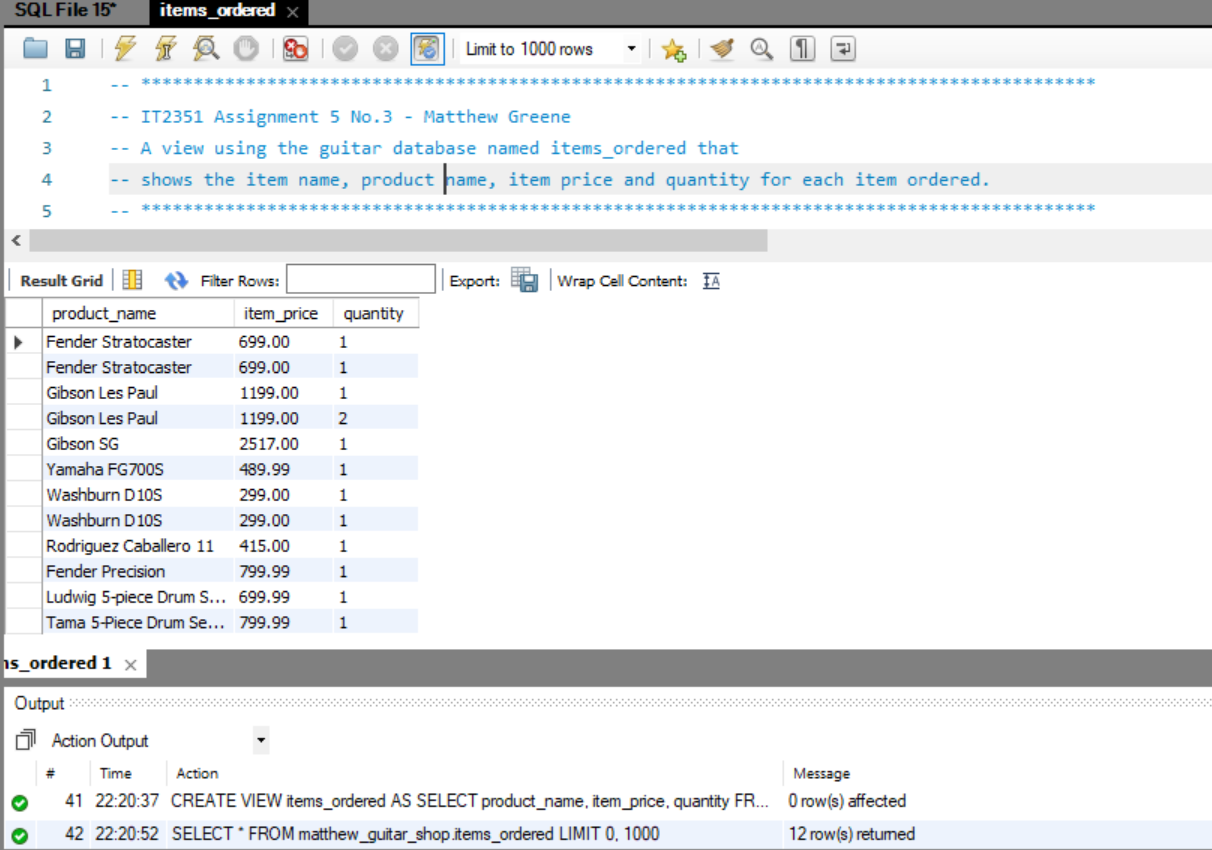 SQL File 15*
items_ordered
Limit to 1000 rows
1 -- *******************************************************************************************
2 -- IT2351 Assignment 5 No.3 - Matthew Greene
3 -- A view using the guitar database named items_ordered that
4 -- shows the item name, product name, item price and quantity for each item ordered.
5 -- *******************************************************************************************
Result Grid Filter Rows: Export: Wrap Cell Content: IA
product_name item_price quantity
Fender Stratocaster 699.00 1
Fender Stratocaster 699.00 1
Gibson Les Paul 1199.00 1
Gibson Les Paul 1199.00 2
Gibson SG 2517.00 1
Yamaha FG700S 489.99 1
Washburn D10S 299.00 1
Washburn D10S 299.00 1
Rodriguez Caballero 11 415.00 1
Fender Precision 799.99 1
Ludwig 5-piece Drum S... 699.99 1
Tama 5-Piece Drum Se... 799.99 1
ns_ordered 1
Output
Action Output
# Time Action Message
41 22:20:37 CREATE VIEW items_ordered AS SELECT product_name, item_price, quantity FR... 0 row(s) affected
42 22:20:52 SELECT * FROM matthew_guitar_shop.items_ordered LIMIT 0, 1000 12 row(s) returned